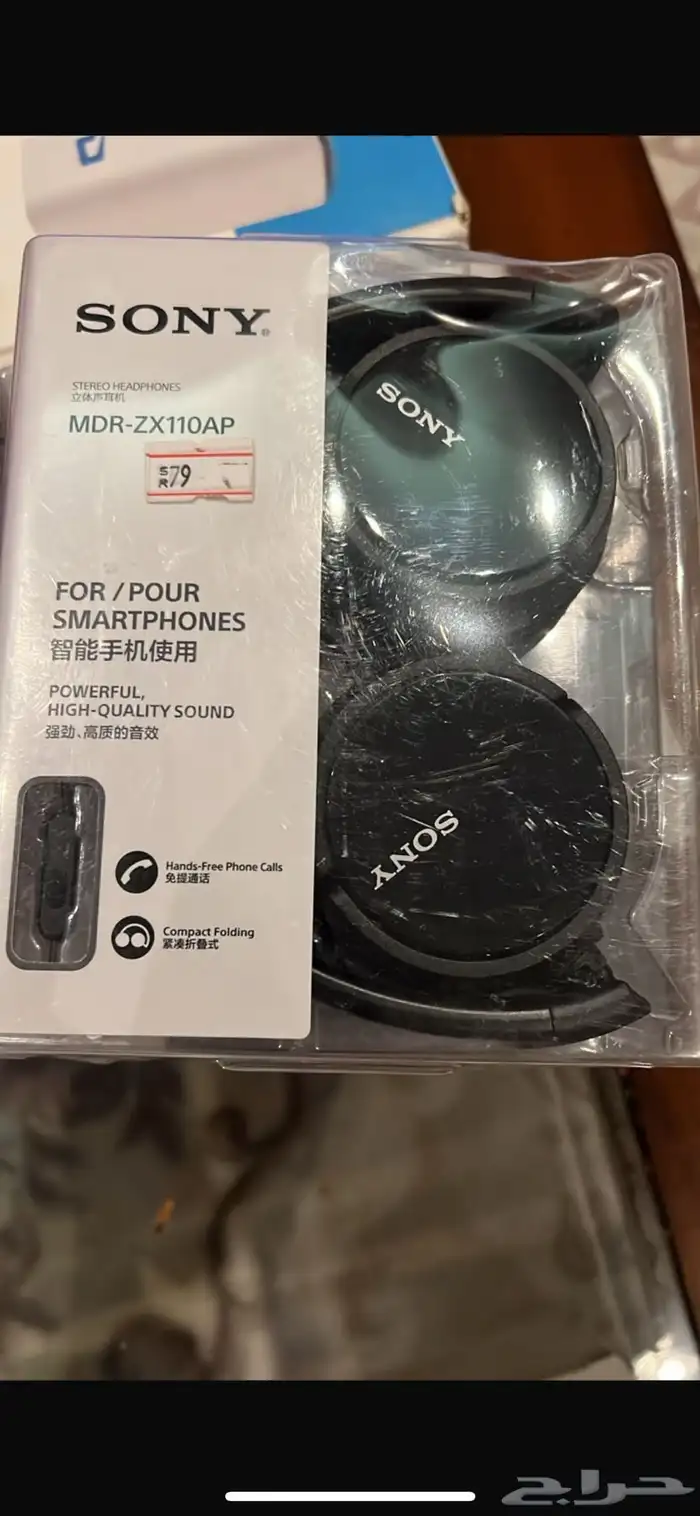 SONY®
STEREO HEADPHONES
立体声耳机
MDR-ZX110AP
SR79
FOR / POUR
SMARTPHONES
智能手机使用
POWERFUL,
HIGH-QUALITY SOUND
强劲、高质的音效
Hands-Free Phone Calls
免提通话
Compact Folding
紧凑折叠式
SONY
SONY
حراج